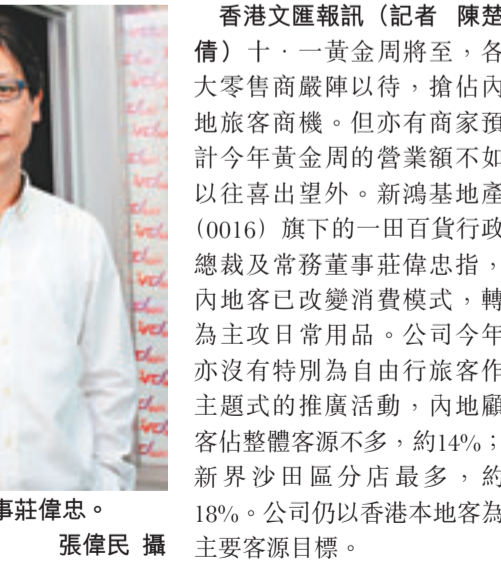 香港文匯報訊（記者 陳楚
倩）十．一黃金周將至，各
大零售商嚴陣以待，搶佔內
地旅客商機。但亦有商家預
計今年黃金周的營業額不如
以往喜出望外。新鴻基地產
(0016) 旗下的一田百貨行政
總裁及常務董事莊偉忠指，
內地客已改變消費模式，轉
為主攻日常用品。公司今年
亦沒有特別為自由行旅客作
主題式的推廣活動，內地顧
客佔整體客源不多，約14%；
新界沙田區分店最多，約
18%。公司仍以香港本地客為
主要客源目標。
事莊偉忠。
張偉民 攝